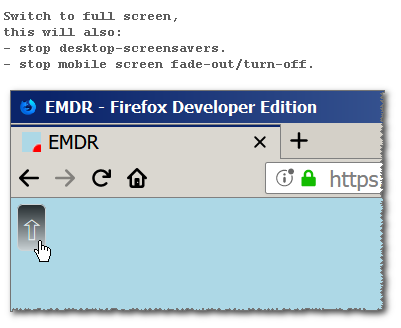 Switch to full screen,
this will also:
- stop desktop-screensavers.
- stop mobile screen fade-out/turn-off.
EMDR - Firefox Developer Edition
EMDR
https